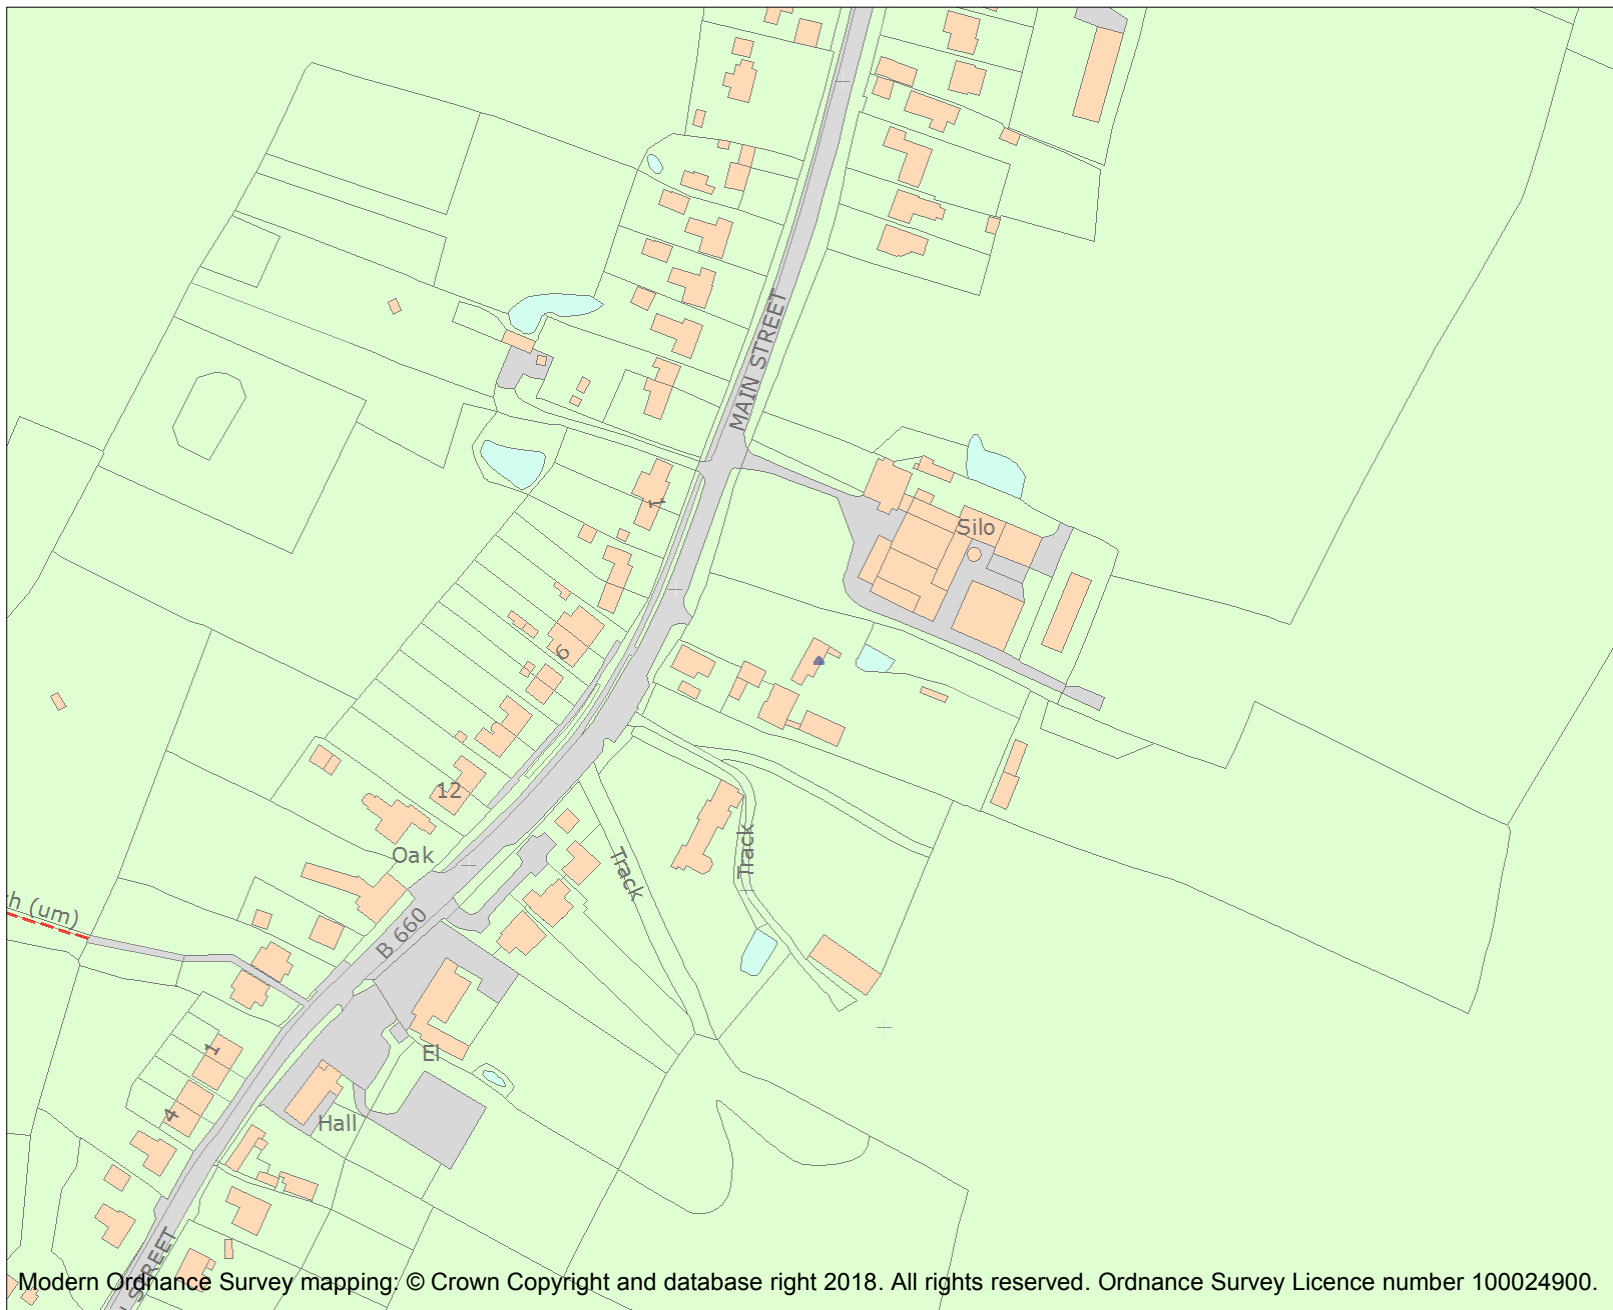 MAIN STREET
Silo
1
6
12
Oak
Track
Track
h (um)
B 660
El
1
4
Hall
STREET
Modern Ordnance Survey mapping: © Crown Copyright and database right 2018. All rights reserved. Ordnance Survey Licence number 100024900.